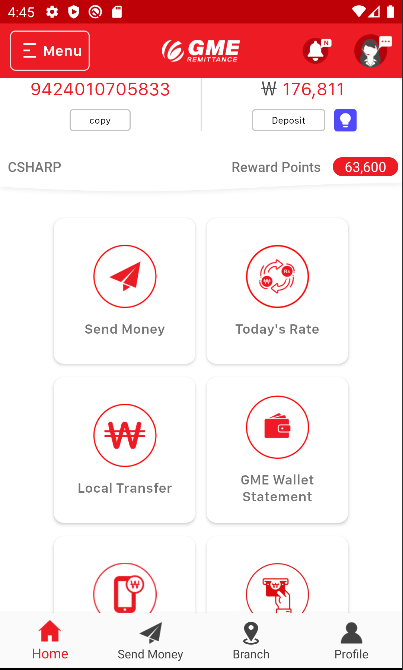 4:45
Menu
GME
REMITTANCE
N
9424010705833
₩ 176,811
copy
Deposit
CSHARP
Reward Points 63,600
Send Money
Today's Rate
Local Transfer
GME Wallet
Statement
Home
Send Money
Branch
Profile